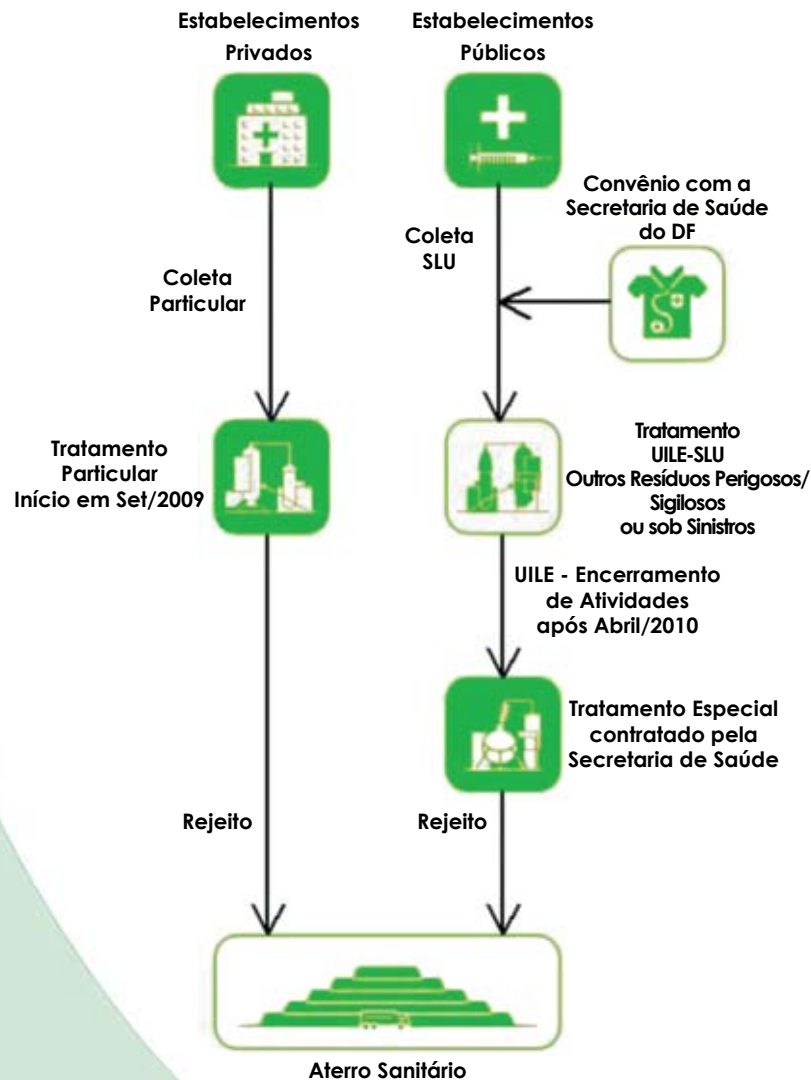 Estabelecimentos
Privados
Estabelecimentos
Públicos
Convênio com a
Secretaria de Saúde
do DF
Coleta
SLU
Coleta
Particular
Tratamento
Particular
Início em Set/2009
Tratamento
UILE-SLU
Outros Resíduos Perigosos/
Sigilosos
ou sob Sinistros
UILE - Encerramento
de Atividades
após Abril/2010
Tratamento Especial
contratado pela
Secretaria de Saúde
Rejeito
Rejeito
Aterro Sanitário